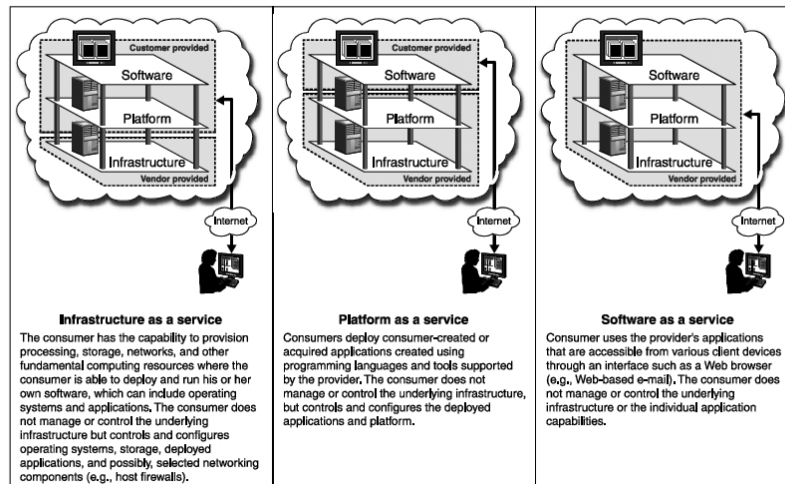 Customer provided
Software
Platform
Infrastructure
Vendor provided
Internet
Infrastructure as a service
The consumer has the capability to provision
processing, storage, networks, and other
fundamental computing resources where the
consumer is able to deploy and run his or her
own software, which can include operating
systems and applications. The consumer does
not manage or control the underlying
infrastructure but controls and configures
operating systems, storage, deployed
applications, and possibly, selected networking
components (e.g., host firewalls).
Customer provided
Software
Platform
Infrastructure
Vendor provided
Internet
Platform as a service
Consumers deploy consumer-created or
acquired applications created using
programming languages and tools supported
by the provider. The consumer does not
manage or control the underlying infrastructure,
but controls and configures the deployed
applications and platform.
Software
Platform
Infrastructure
Vendor provided
Internet
Software as a service
Consumer uses the provider's applications
that are accessible from various client devices
through an interface such as a Web browser
(e.g., Web-based e-mail). The consumer does
not manage or control the underlying
infrastructure or the individual application
capabilities.